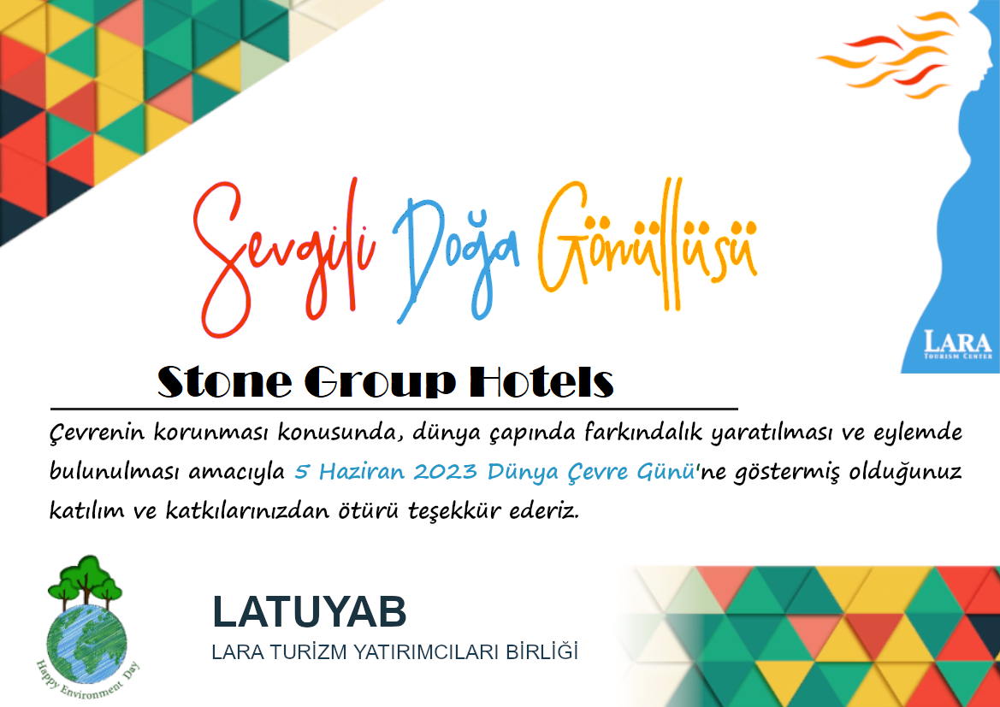 Sevgili Doğa Gönüllüsü
LARA
TOURISM CENTER
Stone Group Hotels
Çevrenin korunması konusunda, dünya çapında farkındalık yaratılması ve eylemde
bulunulması amacıyla 5 Haziran 2023 Dünya Çevre Günü'ne göstermiş olduğunuz
katılım ve katkılarınızdan ötürü teşekkür ederiz.
LATUYAB
LARA TURİZM YATIRIMCILARI BİRLİĞİ
Happy Environment Day